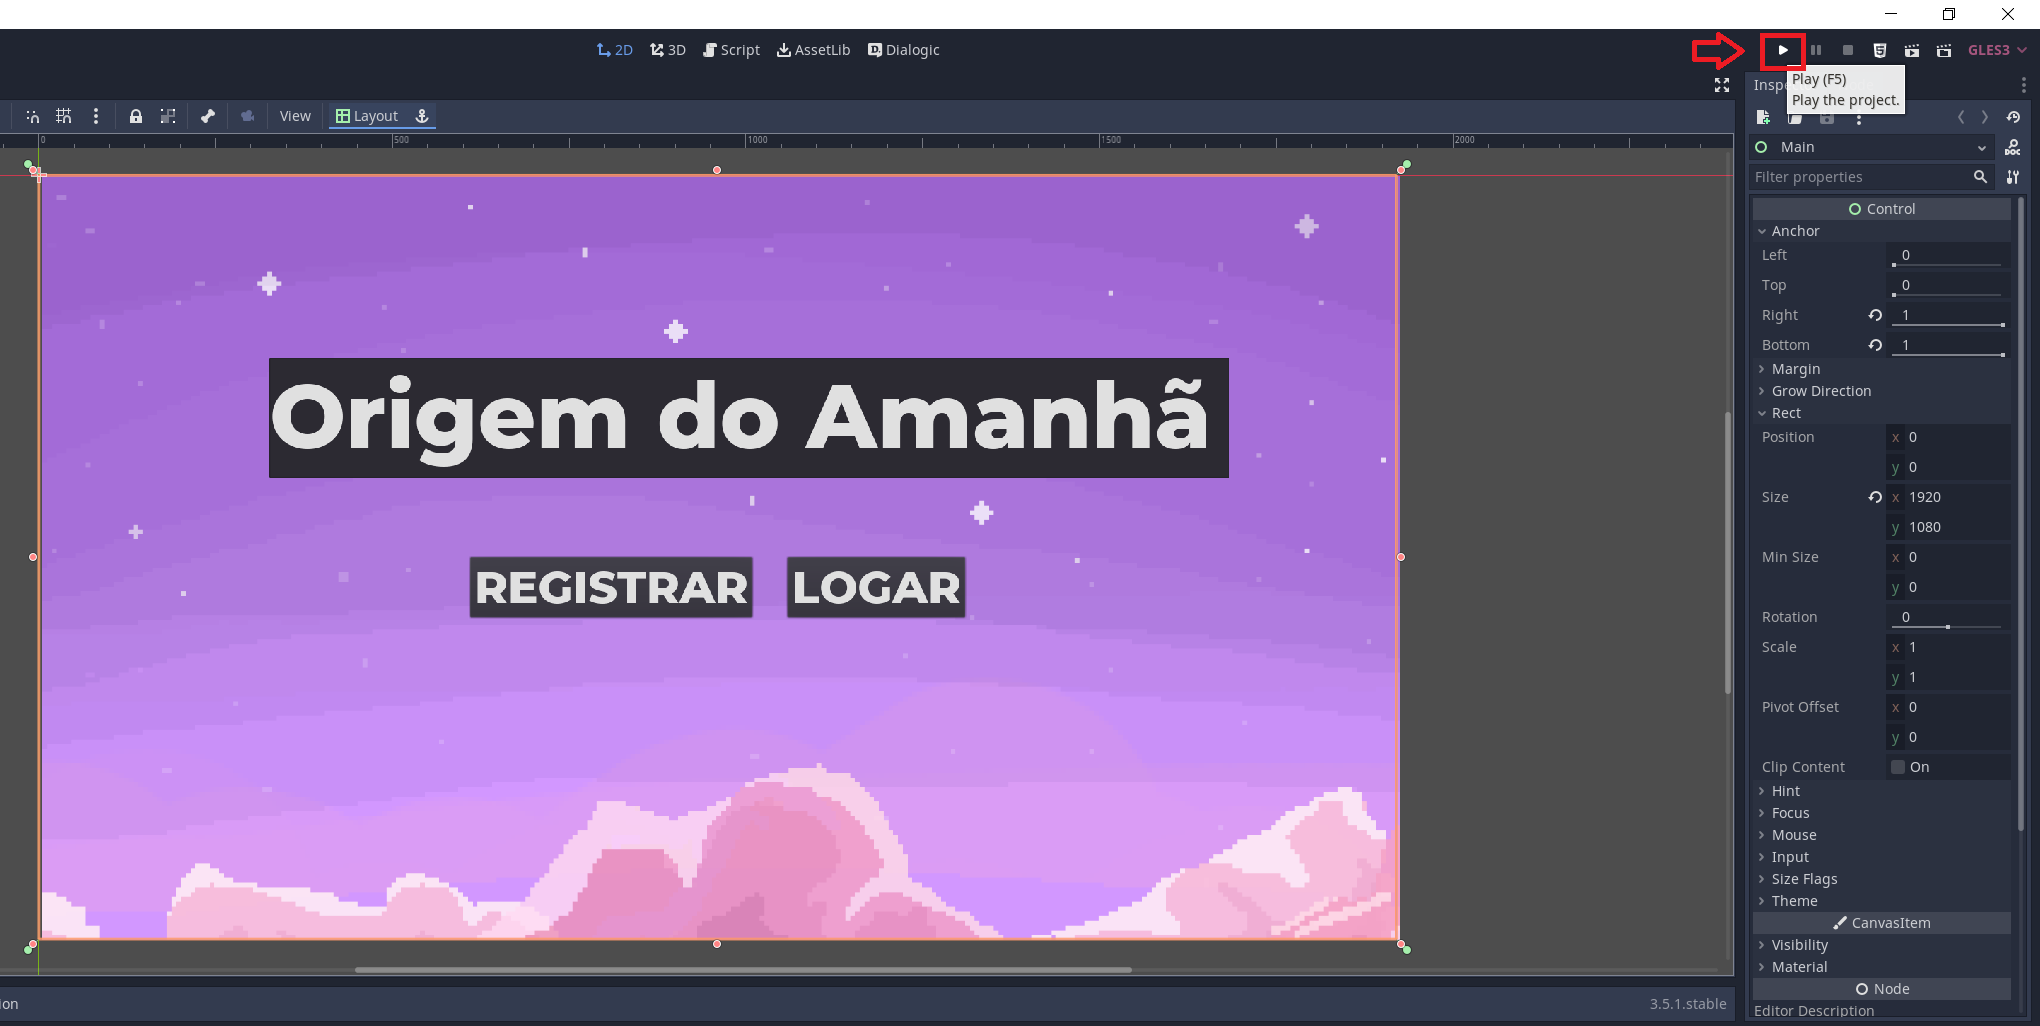 2D 3D Script AssetLib Dialogic GLES3
Play (F5)
Play the project.
View Layout
0 500 1000 1500 2000
Main
Filter properties
Control
Anchor
Left 0
Top 0
Right 1
Bottom 1
Margin
Grow Direction
Rect
Position x 0
y 0
Size x 1920
y 1080
Min Size x 0
y 0
Rotation 0
Scale x 1
y 1
Pivot Offset x 0
y 0
Clip Content On
Hint
Focus
Mouse
Input
Size Flags
Theme
CanvasItem
Visibility
Material
Node
Editor Description
Origem do Amanhã
REGISTRAR LOGAR
ion
3.5.1.stable